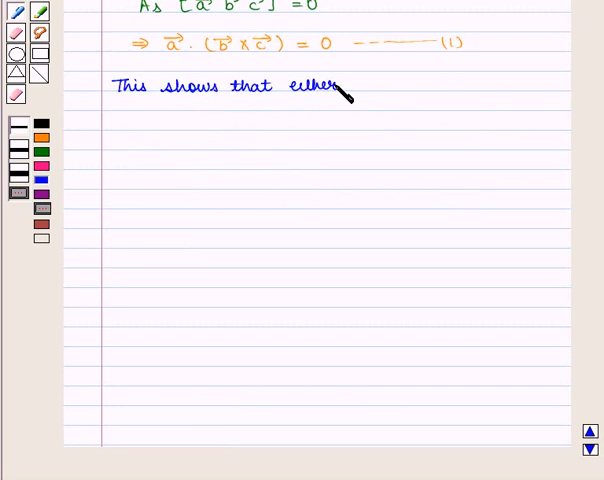 As [a⃗ b⃗ c⃗] = 0
⇒ a⃗ . (b⃗ × c⃗) = 0 --------- (1)
This shows that either